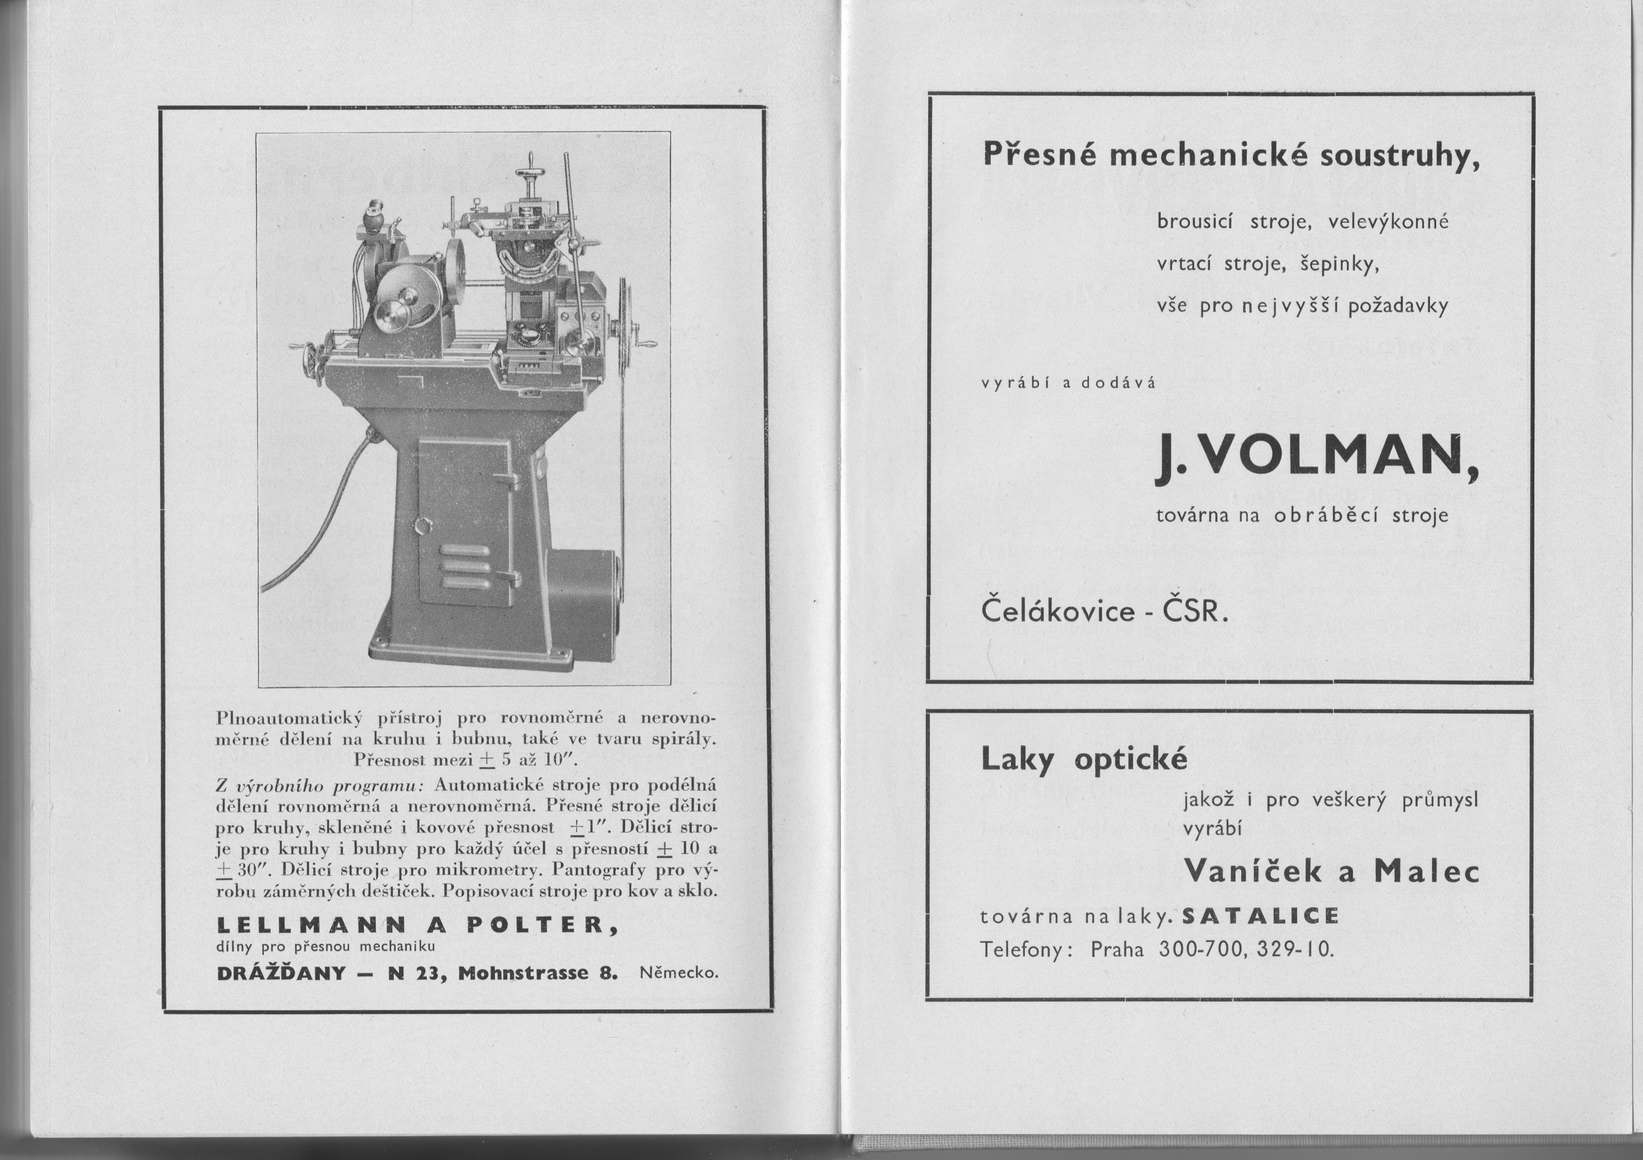 Plnoautomatický přístroj pro rovnoměrné a nerovno-
měrné dělení na kruhu i bubnu, také ve tvaru spirály.
Přesnost mezi ± 5 až 10″.
Z výrobního programu: Automatické stroje pro podélná
dělení rovnoměrná a nerovnoměrná. Přesné stroje dělicí
pro kruhy, skleněné i kovové přesnost ±1″. Dělicí stro-
je pro kruhy i bubny pro každý účel s přesností ± 10 a
± 30″. Dělicí stroje pro mikrometry. Pantografy pro vý-
robu záměrných deštiček. Popisovací stroje pro kov a sklo.
LELLMANN A POLTER,
dílny pro přesnou mechaniku
DRÁŽĎANY — N 23, Mohnstrasse 8. Německo.
Přesné mechanické soustruhy,
brousicí stroje, velevýkonné
vrtací stroje, šepinky,
vše pro nejvyšší požadavky
vyrábí a dodává
J. VOLMAN,
továrna na obráběcí stroje
Čelákovice - ČSR.
Laky optické
jakož i pro veškerý průmysl
vyrábí
Vaníček a Malec
továrna na laky. SATALICE
Telefony: Praha 300-700, 329-10.